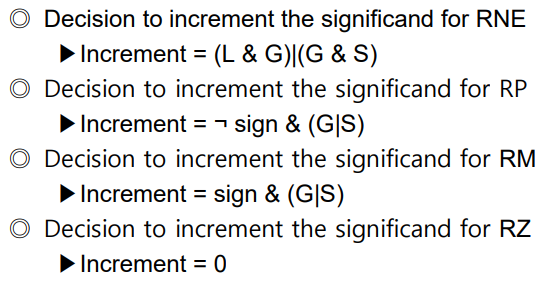 ◎ Decision to increment the significand for RNE
▶Increment = (L & G)|(G & S)
◎ Decision to increment the significand for RP
▶Increment = ¬ sign & (G|S)
◎ Decision to increment the significand for RM
▶Increment = sign & (G|S)
◎ Decision to increment the significand for RZ
▶Increment = 0